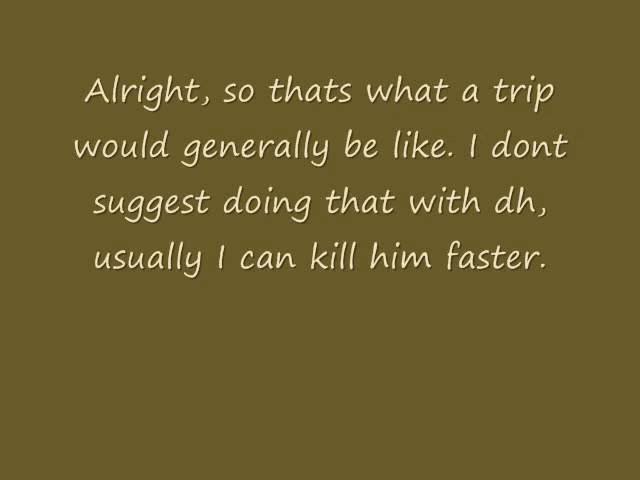 Alright, so thats what a trip
would generally be like. I dont
suggest doing that with dh,
usually I can kill him faster.